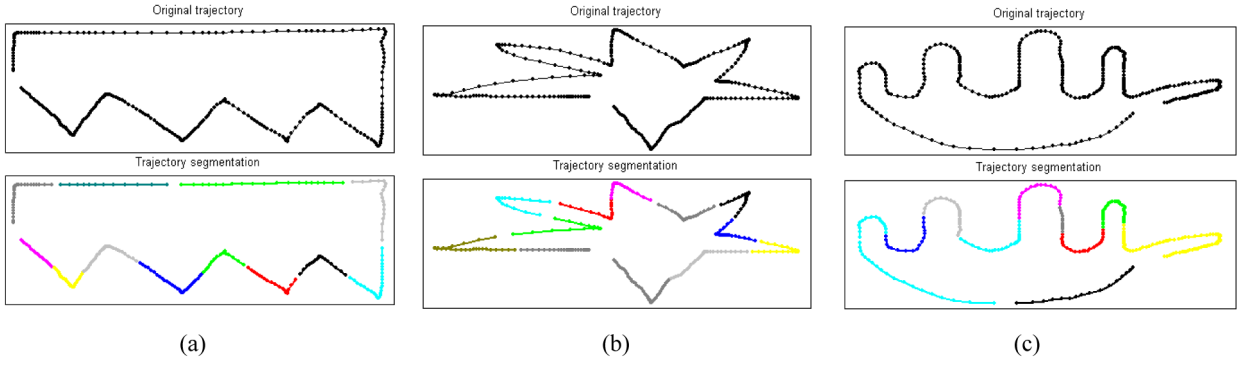 Original trajectory
Original trajectory
Original trajectory
Trajectory segmentation
Trajectory segmentation
Trajectory segmentation
(a)
(b)
(c)